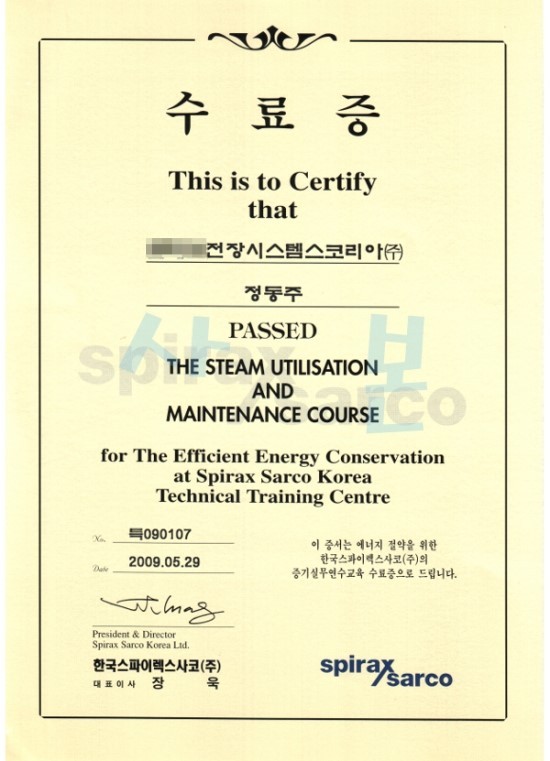 수료증
This is to Certify
that
전장시스템스코리아(주)
정동주
PASSED
THE STEAM UTILISATION
AND
MAINTENANCE COURSE
사본
spirax sarco
for The Efficient Energy Conservation
at Spirax Sarco Korea
Technical Training Centre
No. 특090107
Date 2009.05.29
President & Director
Spirax Sarco Korea Ltd.
한국스파이렉스사코(주)
대표이사 장 욱
이 증서는 에너지 절약을 위한
한국스파이렉스사코(주)의
증기실무연수교육 수료증으로 드립니다.
spirax
sarco